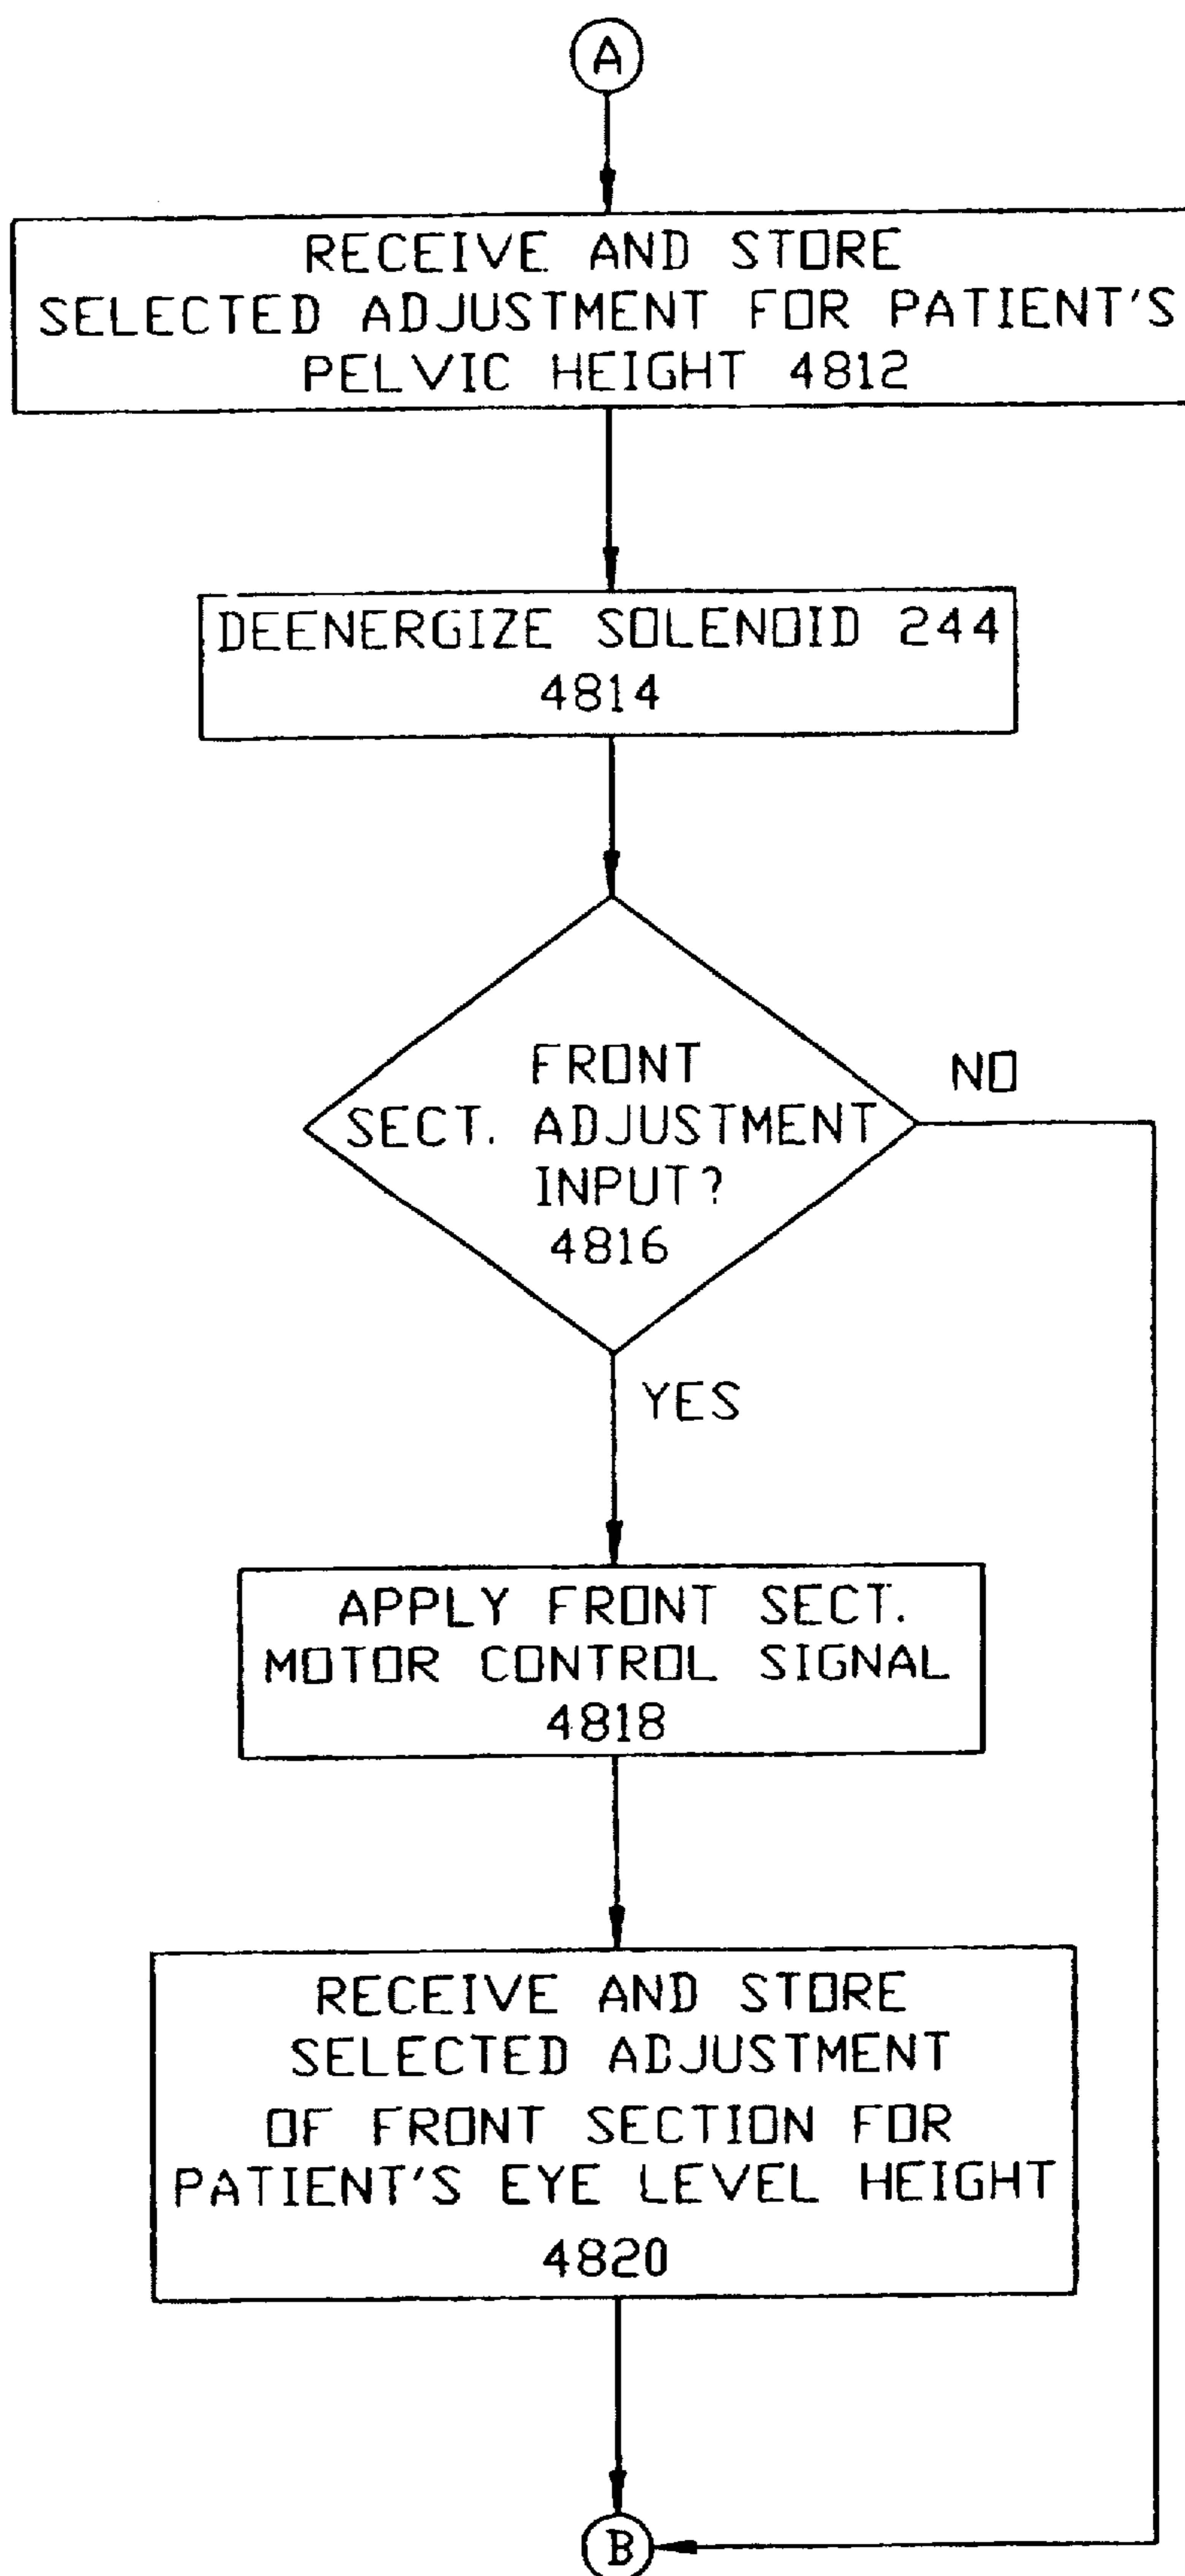 A
RECEIVE AND STORE
SELECTED ADJUSTMENT FOR PATIENT'S
PELVIC HEIGHT 4812
DEENERGIZE SOLENOID 244
4814
FRONT
SECT. ADJUSTMENT
INPUT?
4816
NO
YES
APPLY FRONT SECT.
MOTOR CONTROL SIGNAL
4818
RECEIVE AND STORE
SELECTED ADJUSTMENT
OF FRONT SECTION FOR
PATIENT'S EYE LEVEL HEIGHT
4820
B